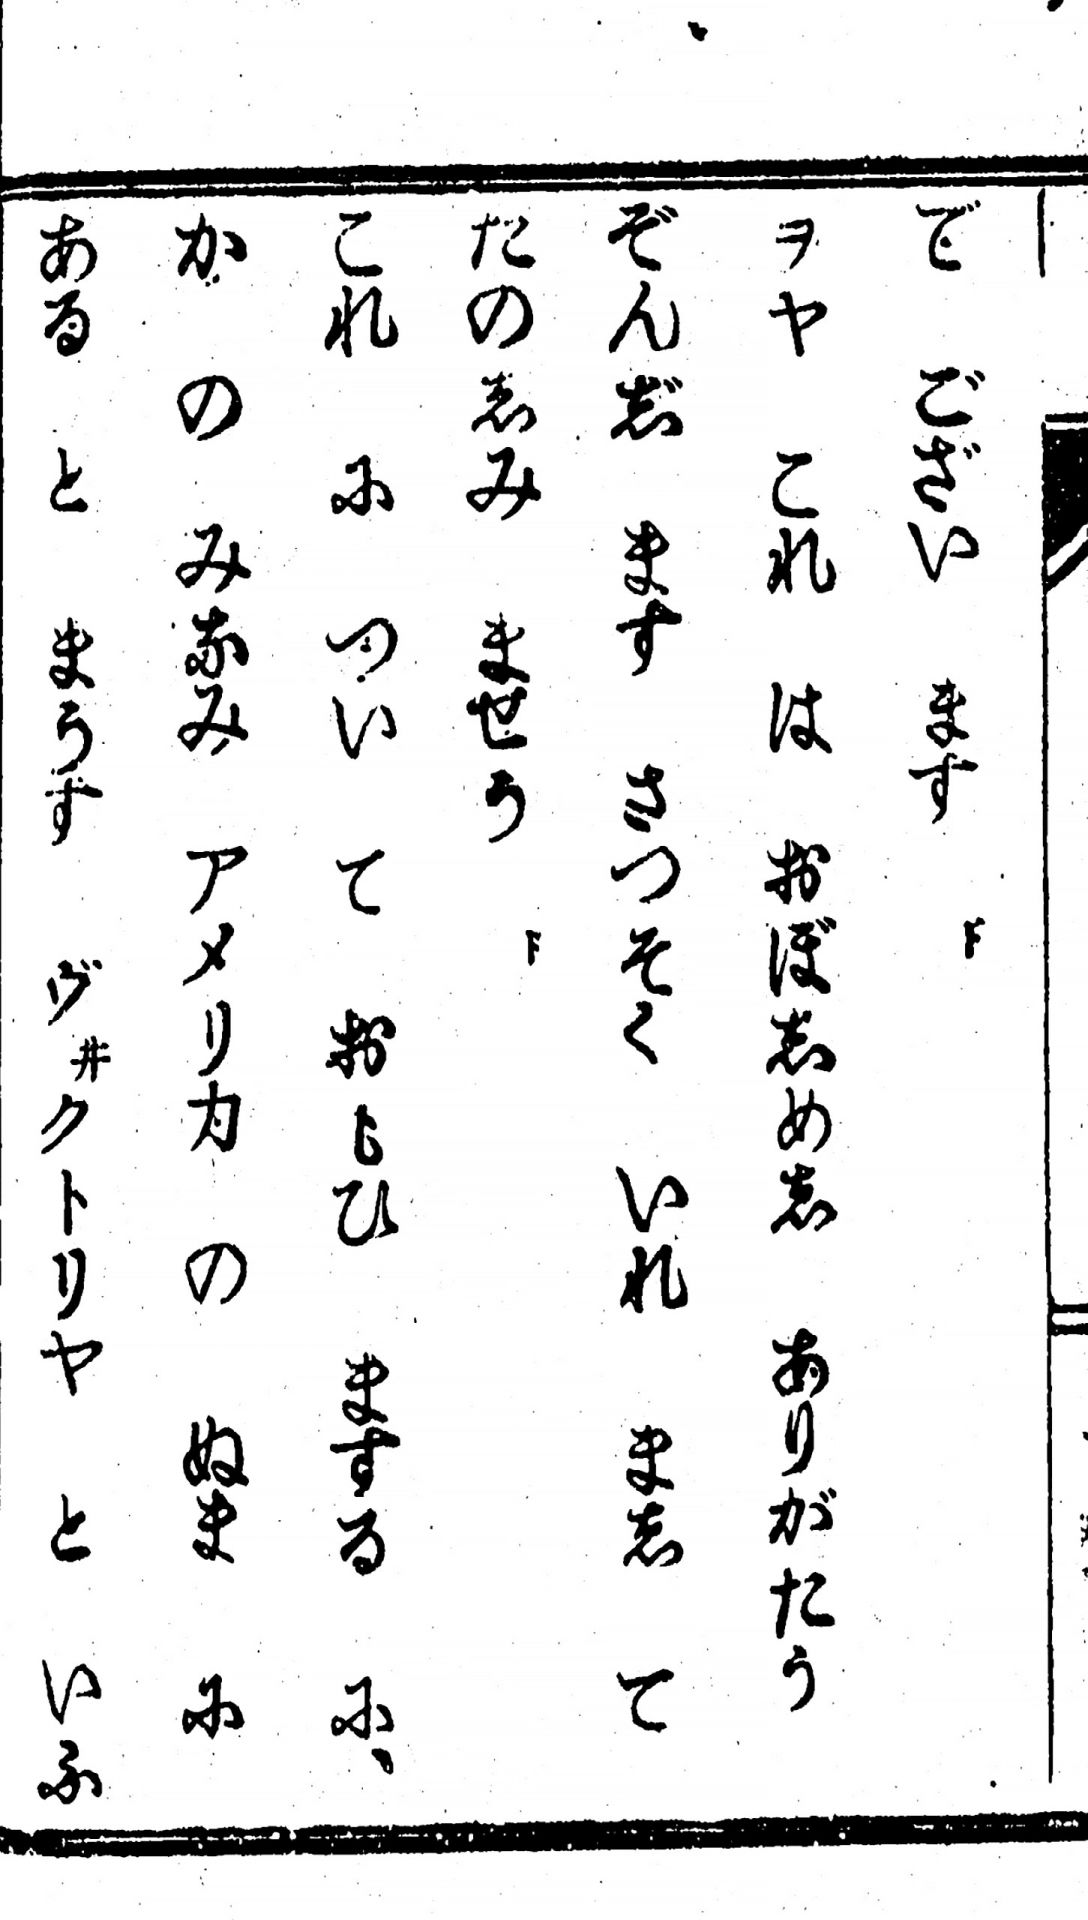 で ござい ます ト
ヲヤ これ は おぼしめし ありがたう
ぞんじ ます さつそく いれ まし て
たのしみ ませう ト
これ に つい て おもひ まする に、
か の みなみ アメリカ の ぬま に
ある と まうす ヴ井クトリヤ と いふ